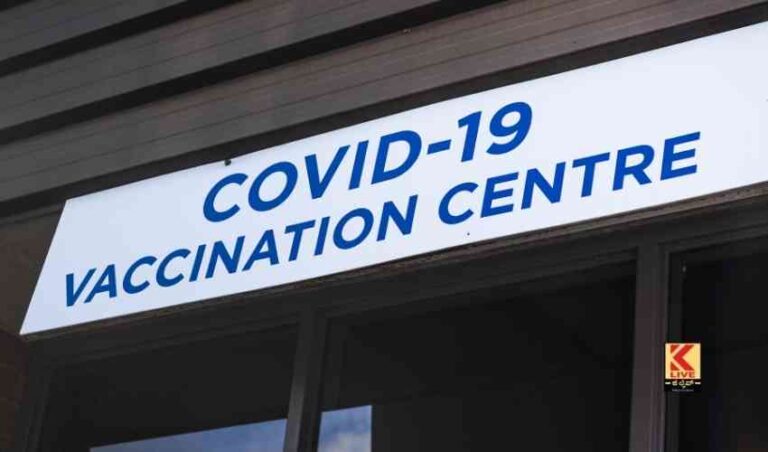 COVID-19
VACCINATION CENTRE
K
LIVE
ಕೆ ಲೈವ್